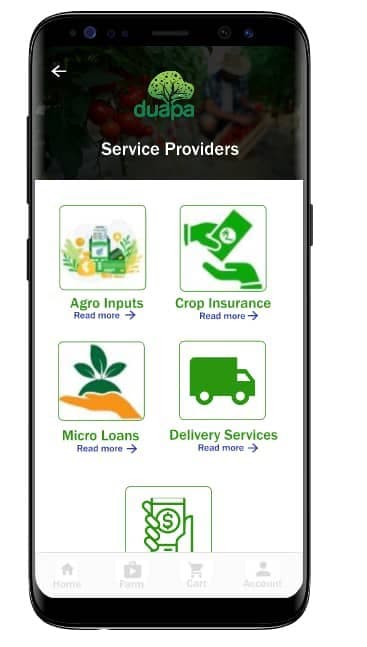 duapa
Service Providers
Agro Inputs
Read more
Crop Insurance
Read more
Micro Loans
Read more
Delivery Services
Read more
$
Home
Farm
Cart
Account